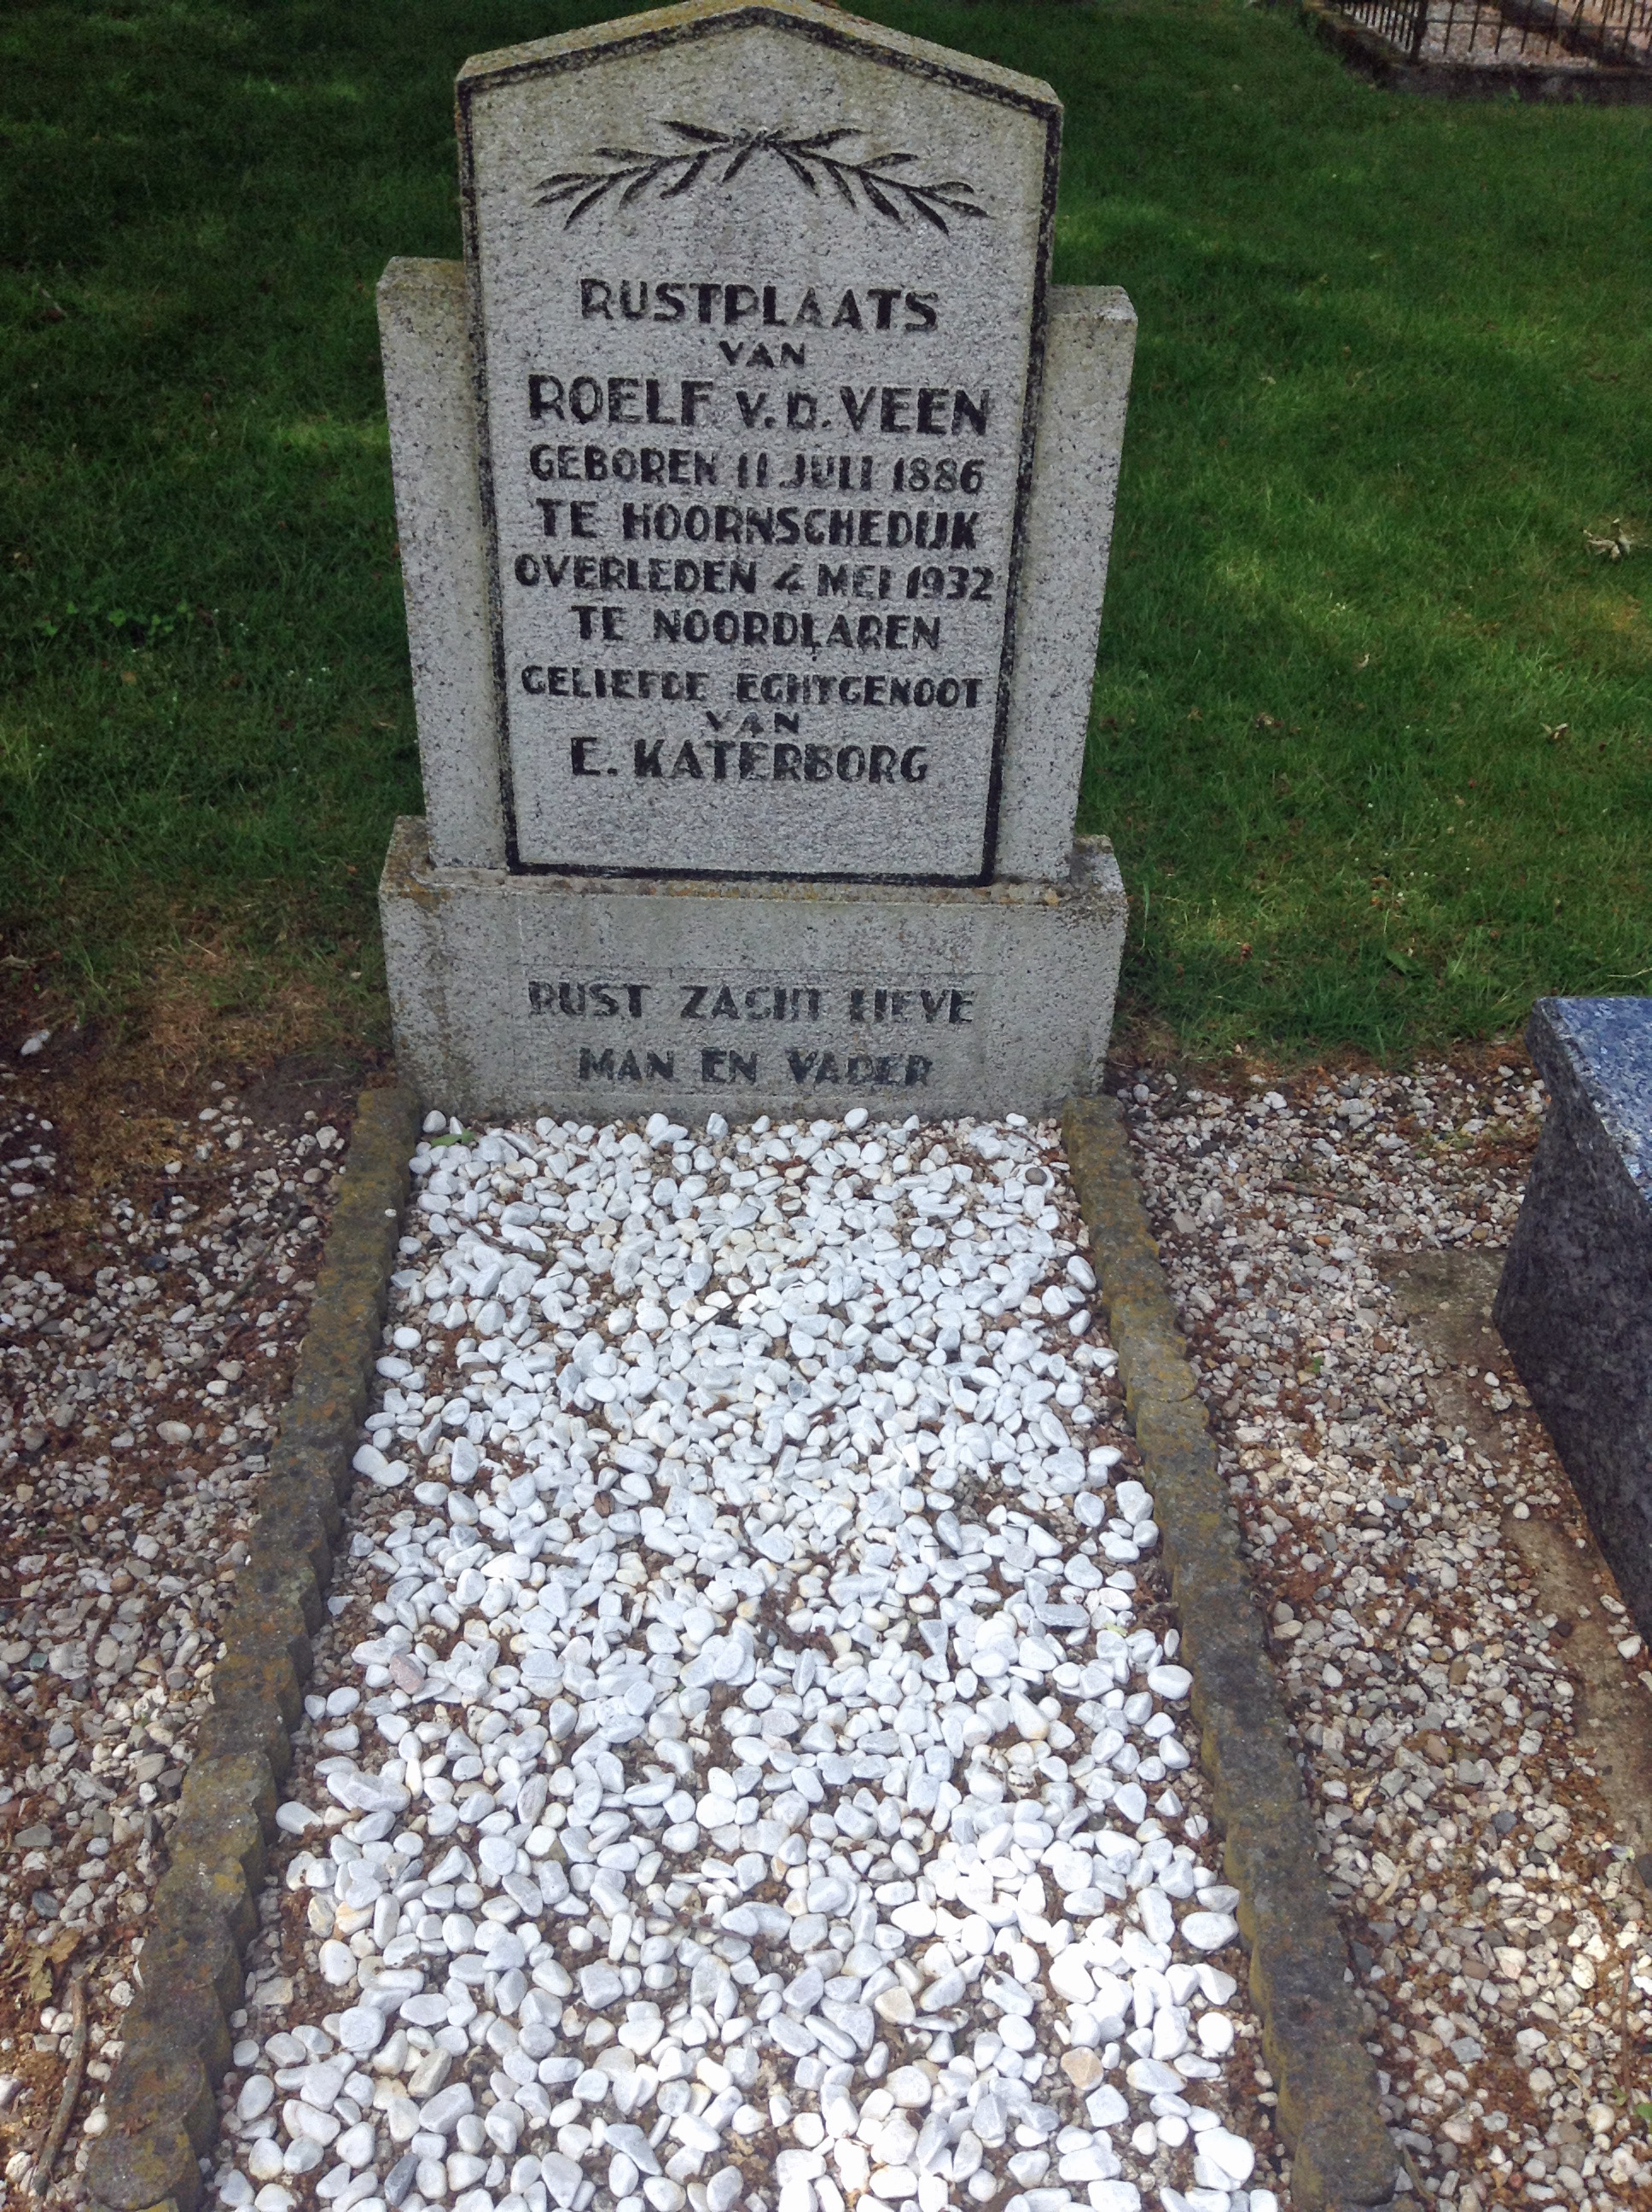 RUSTPLAATS
VAN
ROELF V.D. VEEN
GEBOREN 11 JULI 1886
TE HOORNSCHEDIJK
OVERLEDEN 4 MEI 1932
TE NOORDLAREN
GELIEFDE ECHTGENOOT
VAN
E. KATERBORG
RUST ZACHT LIEVE
MAN EN VADER